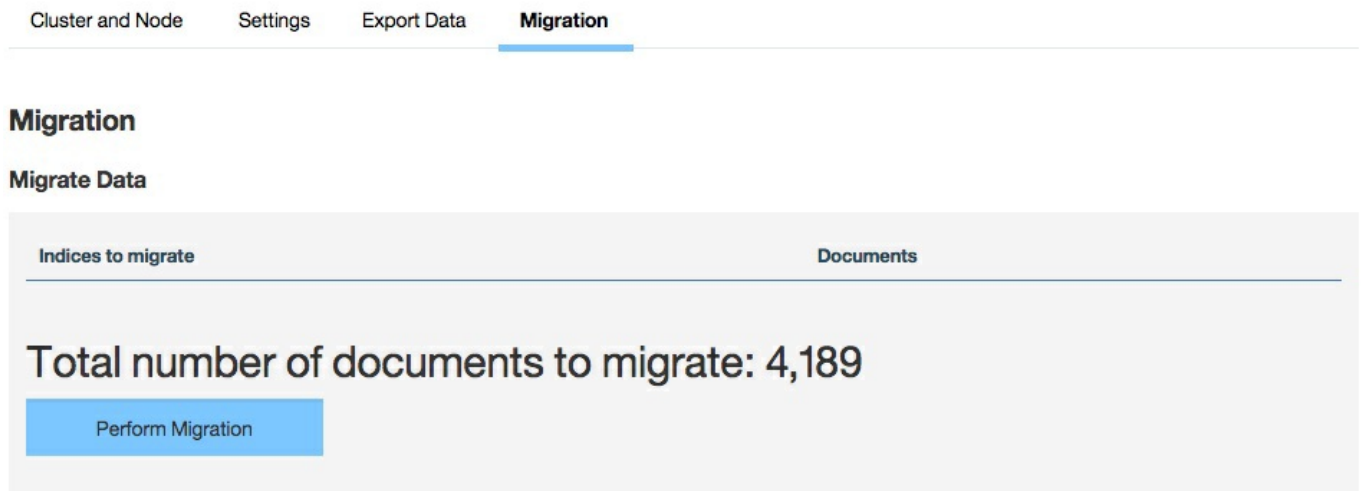 Cluster and Node Settings Export Data Migration
Migration
Migrate Data
Indices to migrate Documents
Total number of documents to migrate: 4,189
Perform Migration